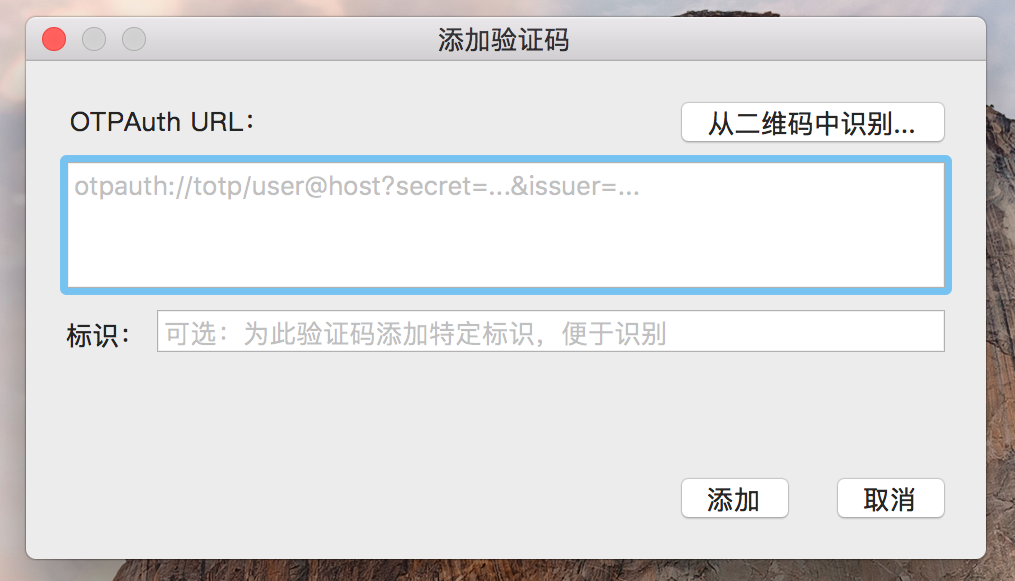 添加验证码
OTPAuth URL：
从二维码中识别...
otpauth://totp/user@host?secret=...&issuer=...
标识：
可选：为此验证码添加特定标识，便于识别
添加
取消